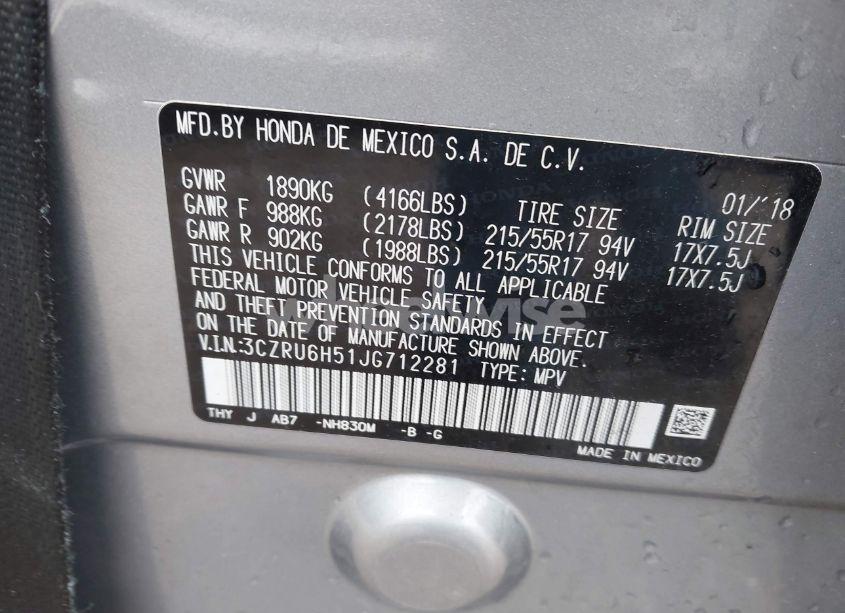 MFD.BY HONDA DE MEXICO S.A. DE C.V.
01/'18
GVWR 1890KG (4166LBS) TIRE SIZE RIM SIZE
GAWR F 988KG (2178LBS) 215/55R17 94V 17X7.5J
GAWR R 902KG (1988LBS) 215/55R17 94V 17X7.5J
THIS VEHICLE CONFORMS TO ALL APPLICABLE
FEDERAL MOTOR VEHICLE SAFETY
AND THEFT PREVENTION STANDARDS IN EFFECT
ON THE DATE OF MANUFACTURE SHOWN ABOVE.
V.I.N.:3CZRU6H51JG712281 TYPE: MPV
THY J AB7 -NH830M -B -G
MADE IN MEXICO